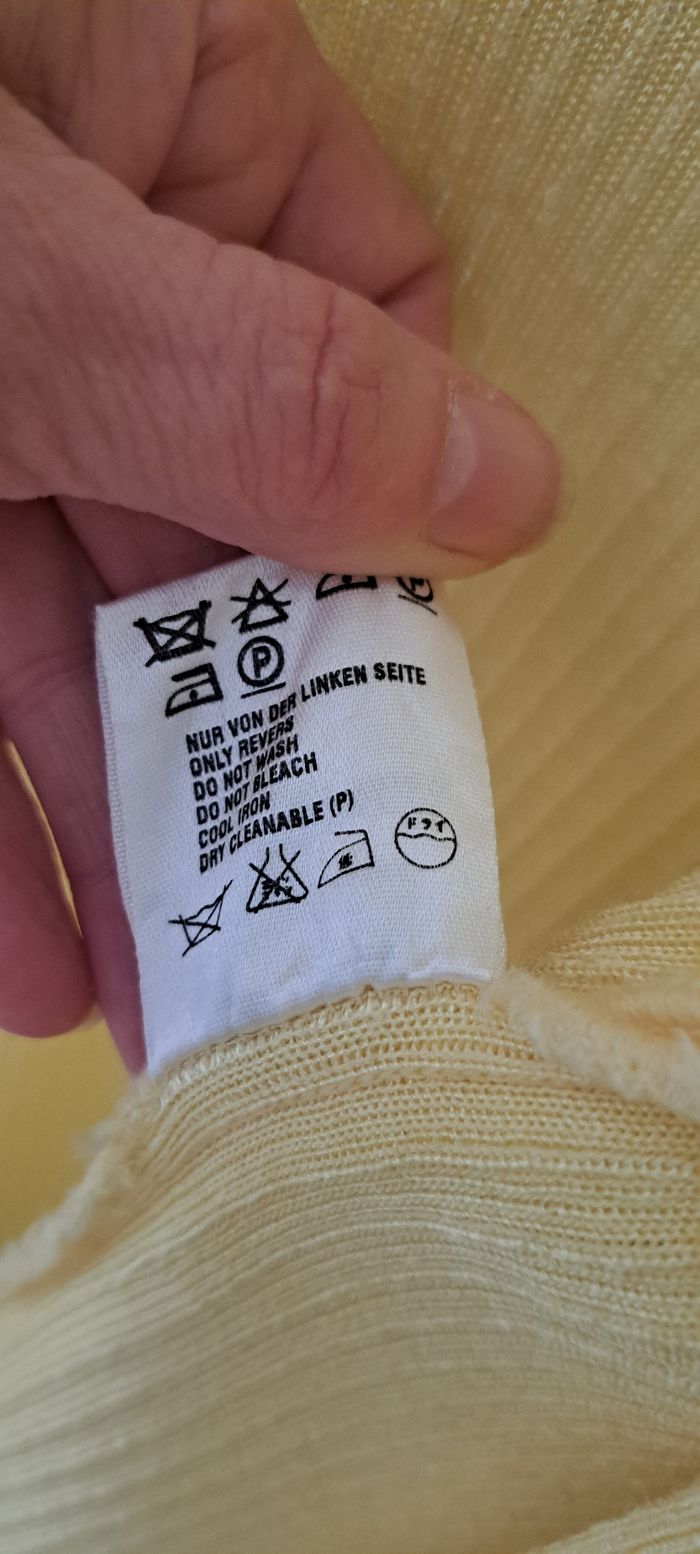 P
NUR VON DER LINKEN SEITE
ONLY REVERS
DO NOT WASH
DO NOT BLEACH
COOL IRON
DRY CLEANABLE (P)
ドライ